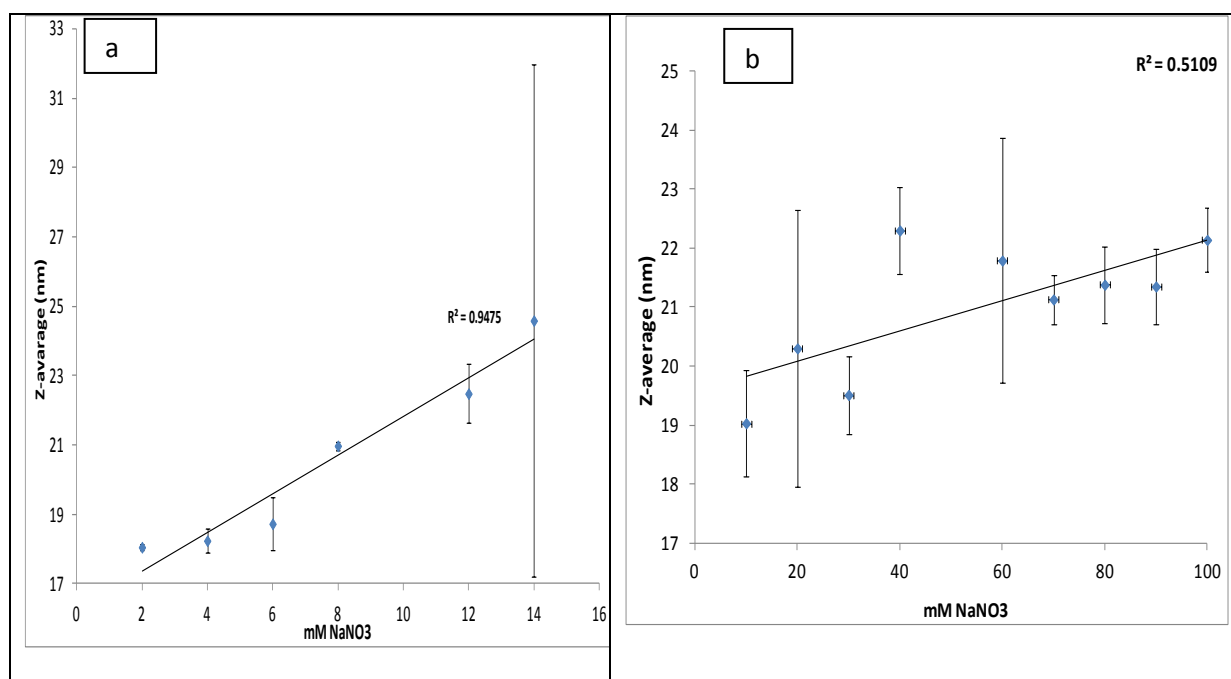 a
33
31
29
27
25
23
21
19
17
Z-avarage (nm)
R² = 0.9475
0 2 4 6 8 10 12 14 16
mM NaNO3
b
R² = 0.5109
25
24
23
22
21
20
19
18
17
Z-average (nm)
0 20 40 60 80 100
mM NaNO3